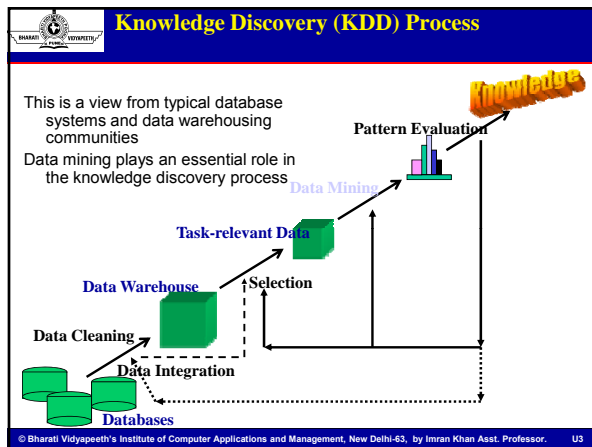 Knowledge Discovery (KDD) Process
BHARATI
VIDYAPEETH
PUNE
This is a view from typical database
systems and data warehousing
communities
Data mining plays an essential role in
the knowledge discovery process
Knowledge
Pattern Evaluation
Data Mining
Task-relevant Data
Data Warehouse
Selection
Data Cleaning
Data Integration
Databases
© Bharati Vidyapeeth's Institute of Computer Applications and Management, New Delhi-63, by Imran Khan Asst. Professor. U3